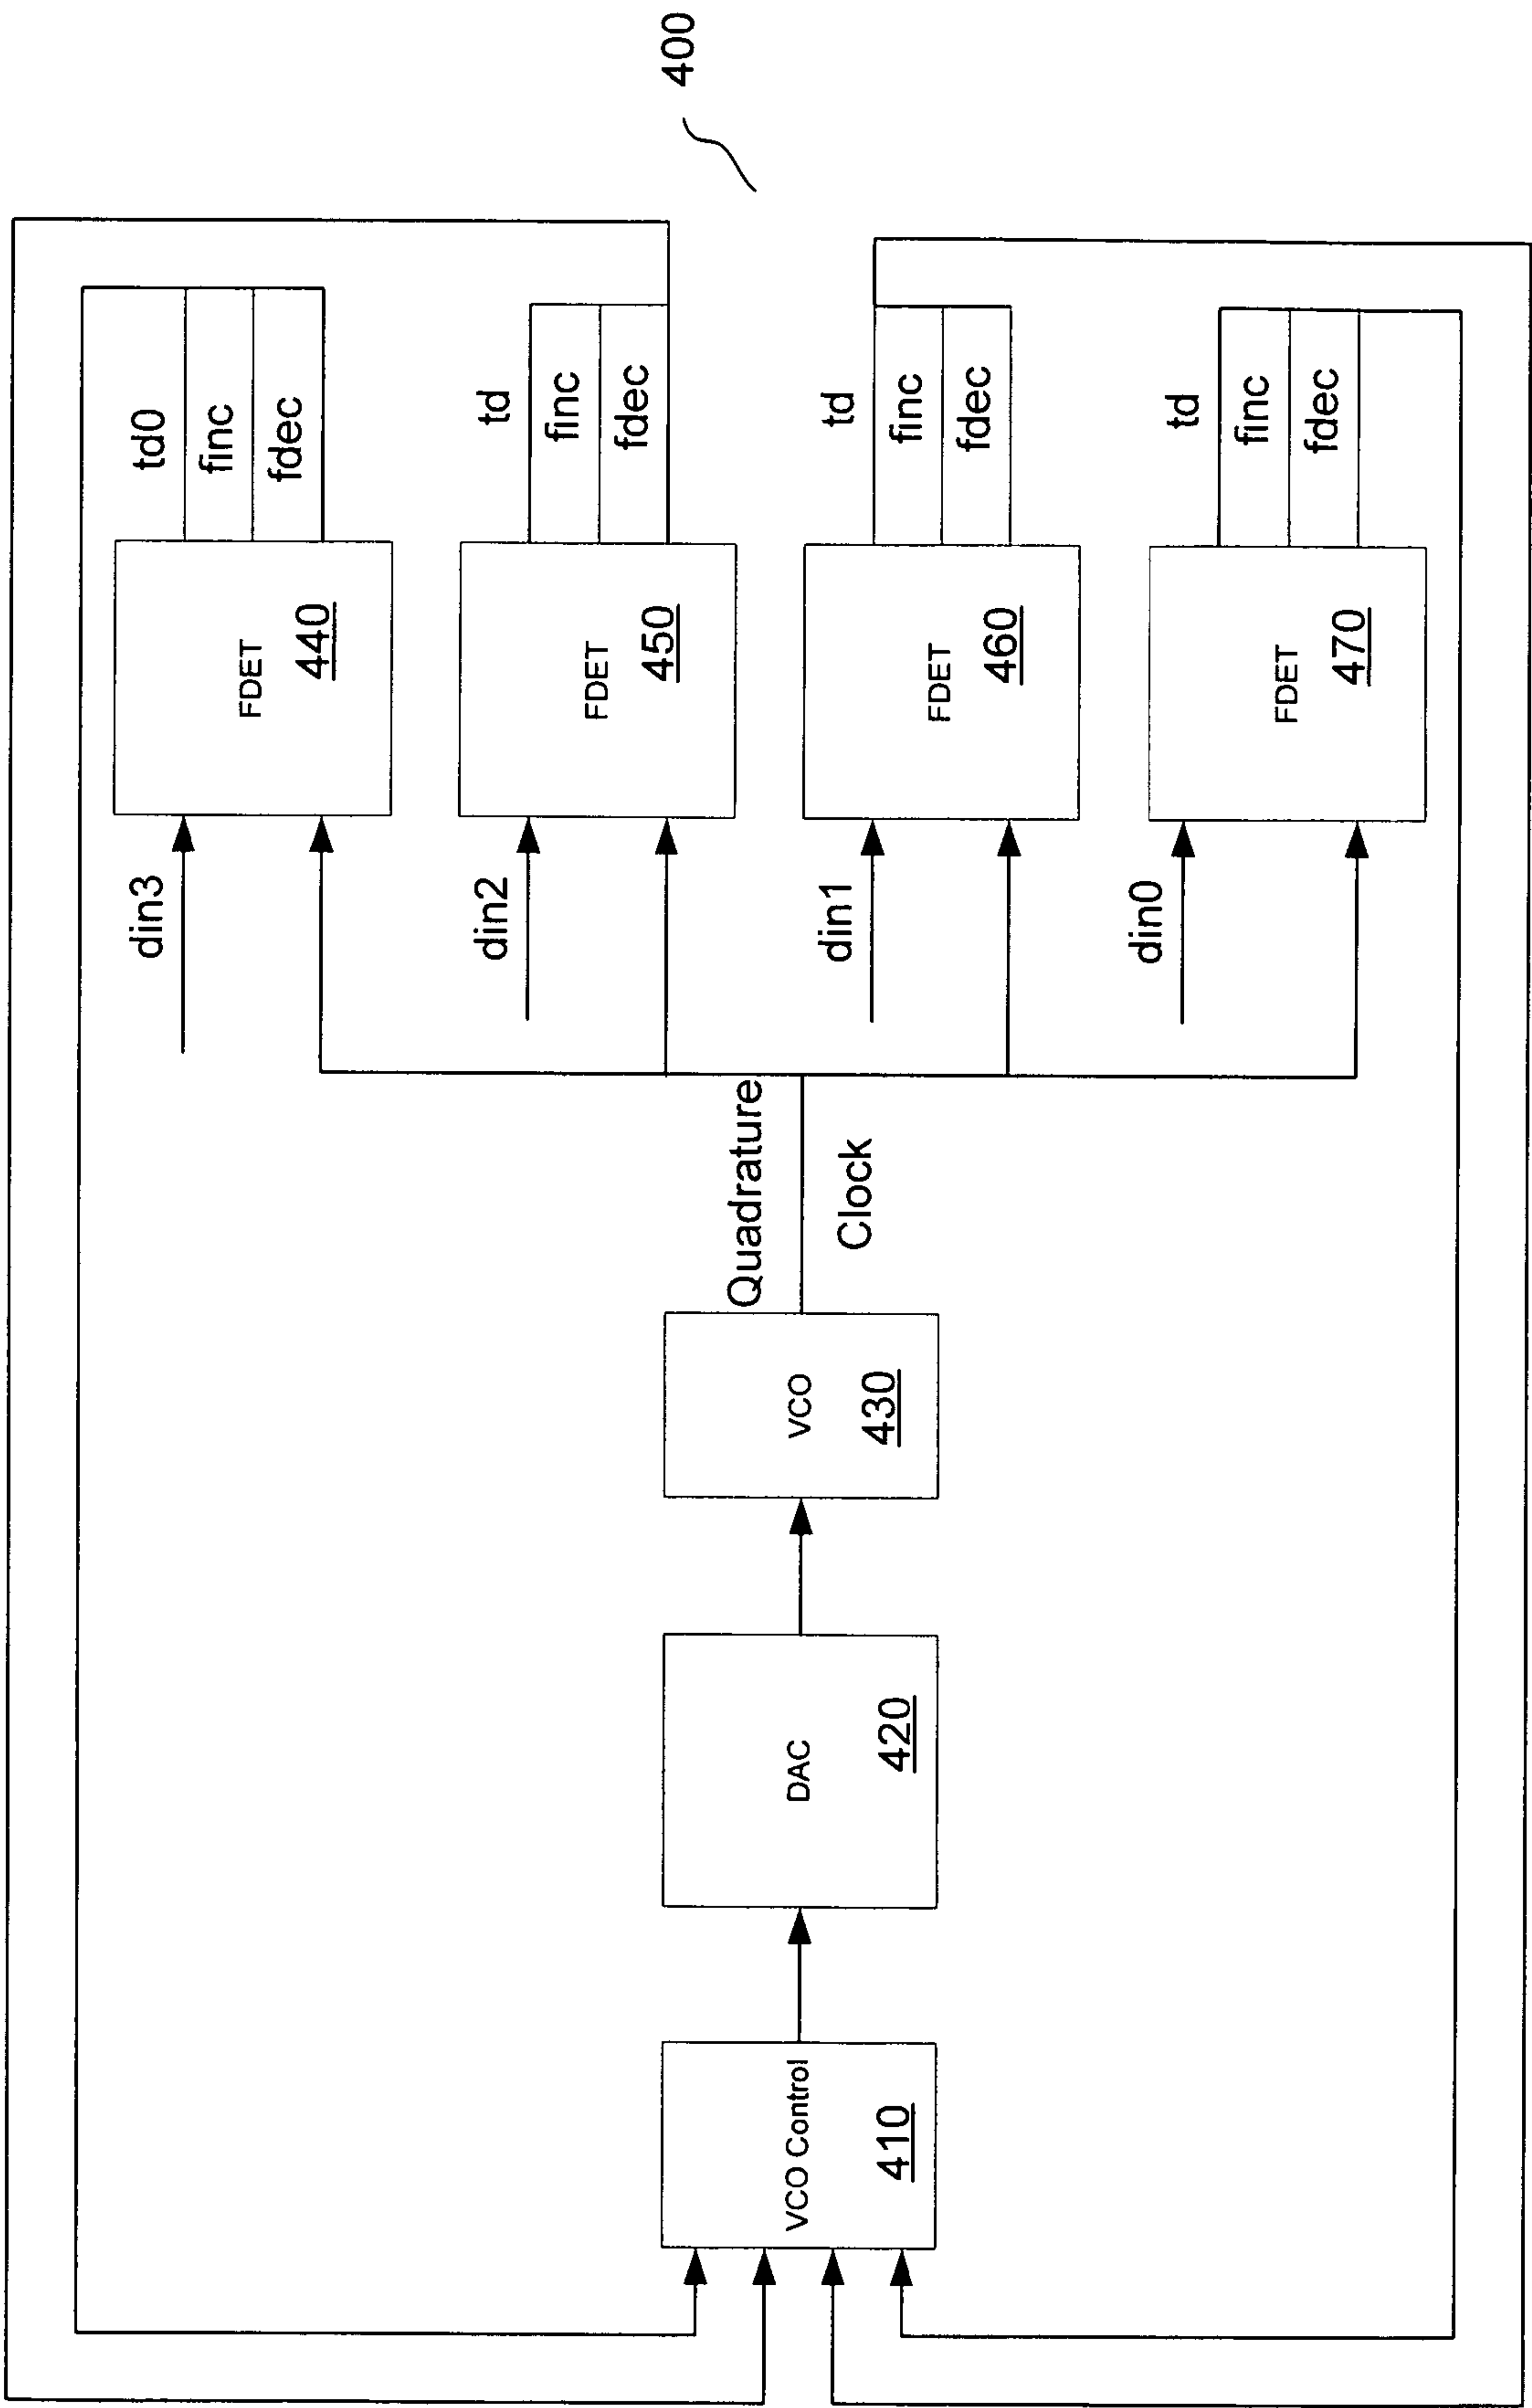 400
td0
finc
fdec
din3
FDET
440
td
finc
fdec
din2
FDET
450
Quadrature
Clock
VCO Control
410
DAC
420
VCO
430
td
finc
fdec
din1
FDET
460
td
finc
fdec
din0
FDET
470